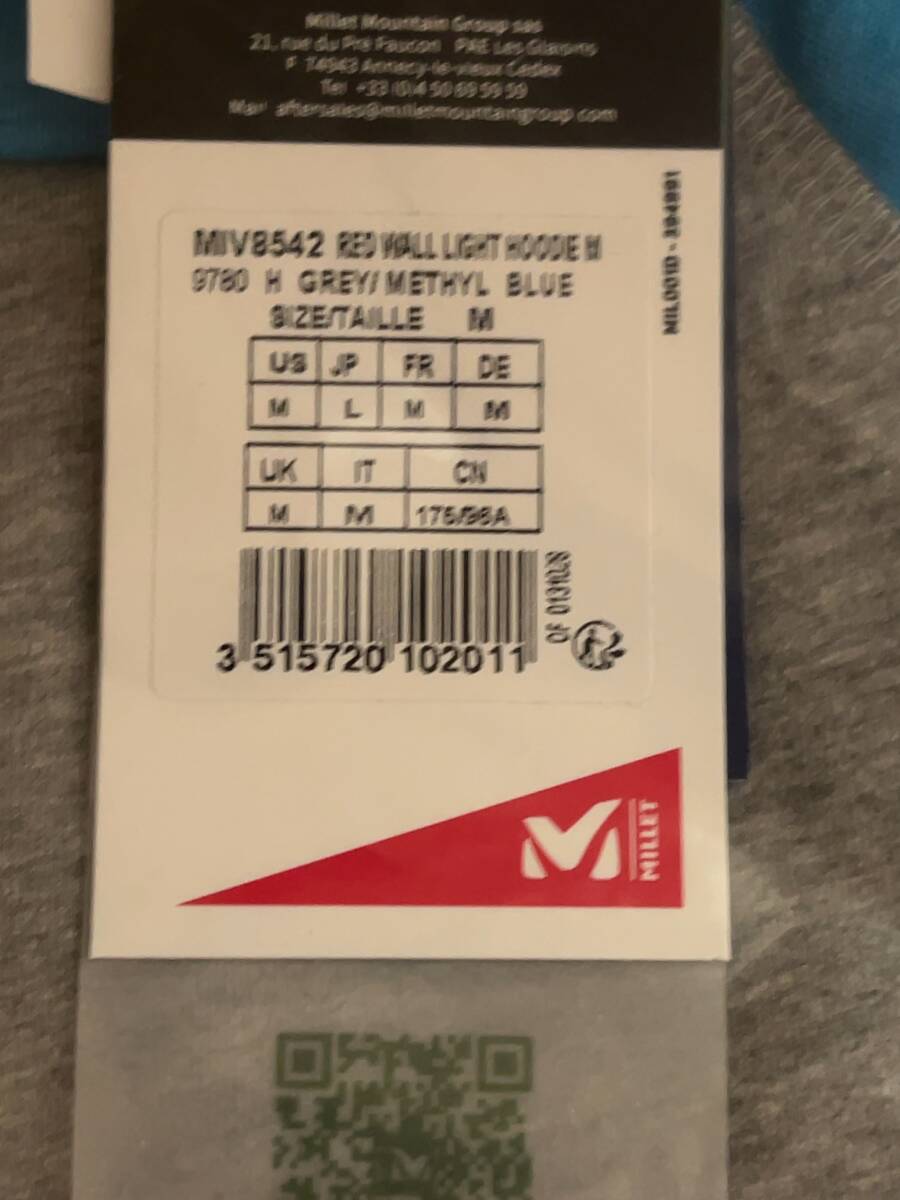 Millet Mountain Group sas
21, rue du Pré Faucon PAE Les Glaisins
F 74943 Annecy-le-vieux Cedex
Tel +33 (0)4 50 69 59 59
Mail aftersales@milletmountaingroup.com
MIV8542 RED WALL LIGHT HOODIE M
9780 H GREY/METHYL BLUE
SIZE/TAILLE M
US JP FR DE
M L M M
UK IT CN
M M 175/96A
3 515720 102011
MILLET